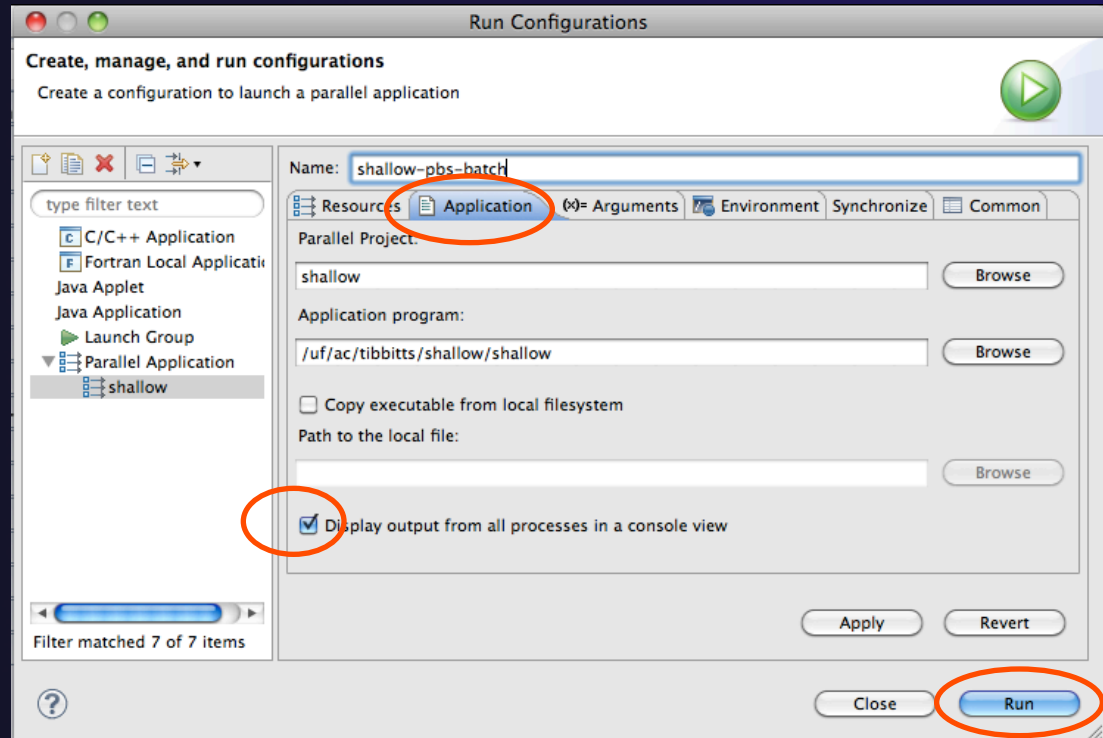 Run Configurations
Create, manage, and run configurations
Create a configuration to launch a parallel application
type filter text
C/C++ Application
Fortran Local Applicati
Java Applet
Java Application
Launch Group
Parallel Application
shallow
Filter matched 7 of 7 items
Name: shallow-pbs-batch
Resources Application (x)= Arguments Environment Synchronize Common
Parallel Project:
shallow Browse
Application program:
/uf/ac/tibbitts/shallow/shallow Browse
Copy executable from local filesystem
Path to the local file:
Browse
Display output from all processes in a console view
Apply Revert
? Close Run